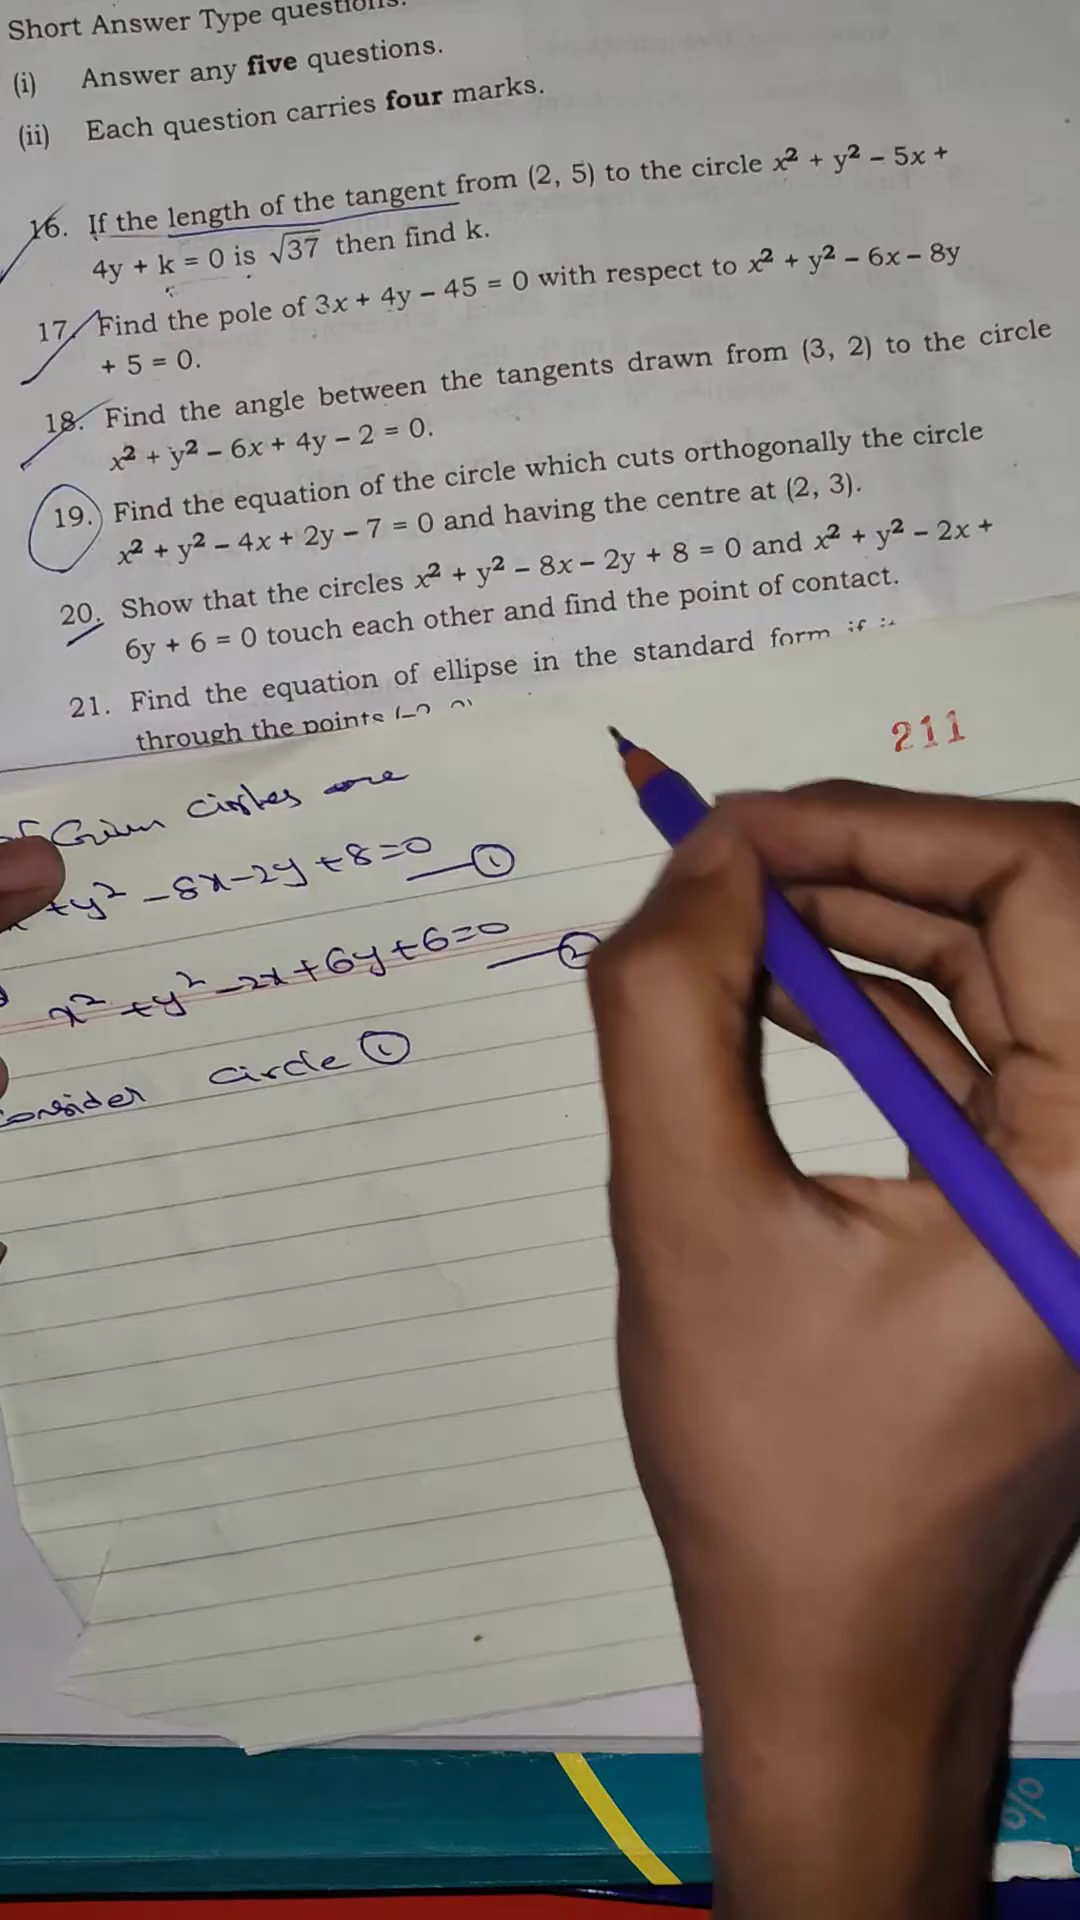 Short Answer Type questions.
(i) Answer any five questions.
(ii) Each question carries four marks.
16. If the length of the tangent from (2, 5) to the circle x² + y² – 5x +
4y + k = 0 is √37 then find k.
17. Find the pole of 3x + 4y – 45 = 0 with respect to x² + y² – 6x – 8y
+ 5 = 0.
18. Find the angle between the tangents drawn from (3, 2) to the circle
x² + y² – 6x + 4y – 2 = 0.
19. Find the equation of the circle which cuts orthogonally the circle
x² + y² – 4x + 2y – 7 = 0 and having the centre at (2, 3).
20. Show that the circles x² + y² – 8x – 2y + 8 = 0 and x² + y² – 2x +
6y + 6 = 0 touch each other and find the point of contact.
21. Find the equation of ellipse in the standard form if
through the points
211
Given circles are
+y² -8x-2y+8=0 — ①
x² +y² -2x+6y+6=0 — ②
Consider circle ①
%